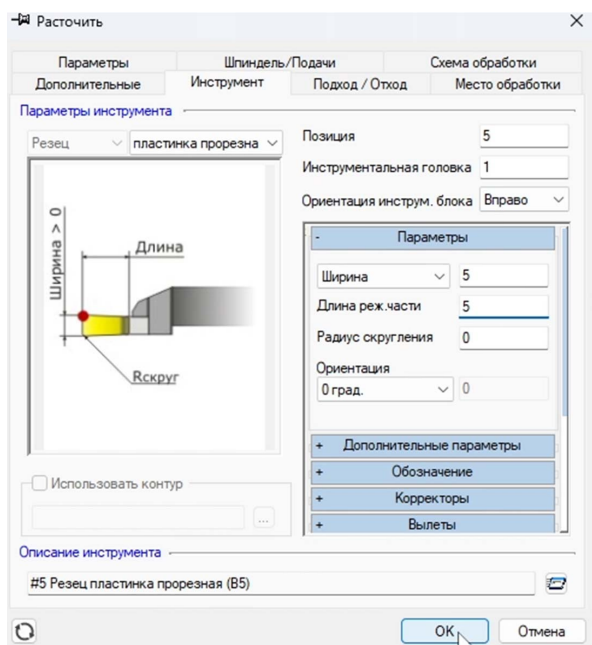 Расточить
Параметры
Шпиндель/Подачи
Схема обработки
Дополнительные
Инструмент
Подход / Отход
Место обработки
Параметры инструмента
Резец
пластинка прорезна
Ширина > 0
Длина
Rскруг
Использовать контур
...
Позиция
5
Инструментальная головка
1
Ориентация инструм. блока
Вправо
- Параметры
Ширина
5
Длина реж.части
5
Радиус скругления
0
Ориентация
0 град.
0
+ Дополнительные параметры
+ Обозначение
+ Корректоры
+ Вылеты
Описание инструмента
#5 Резец пластинка прорезная (B5)
OK
Отмена